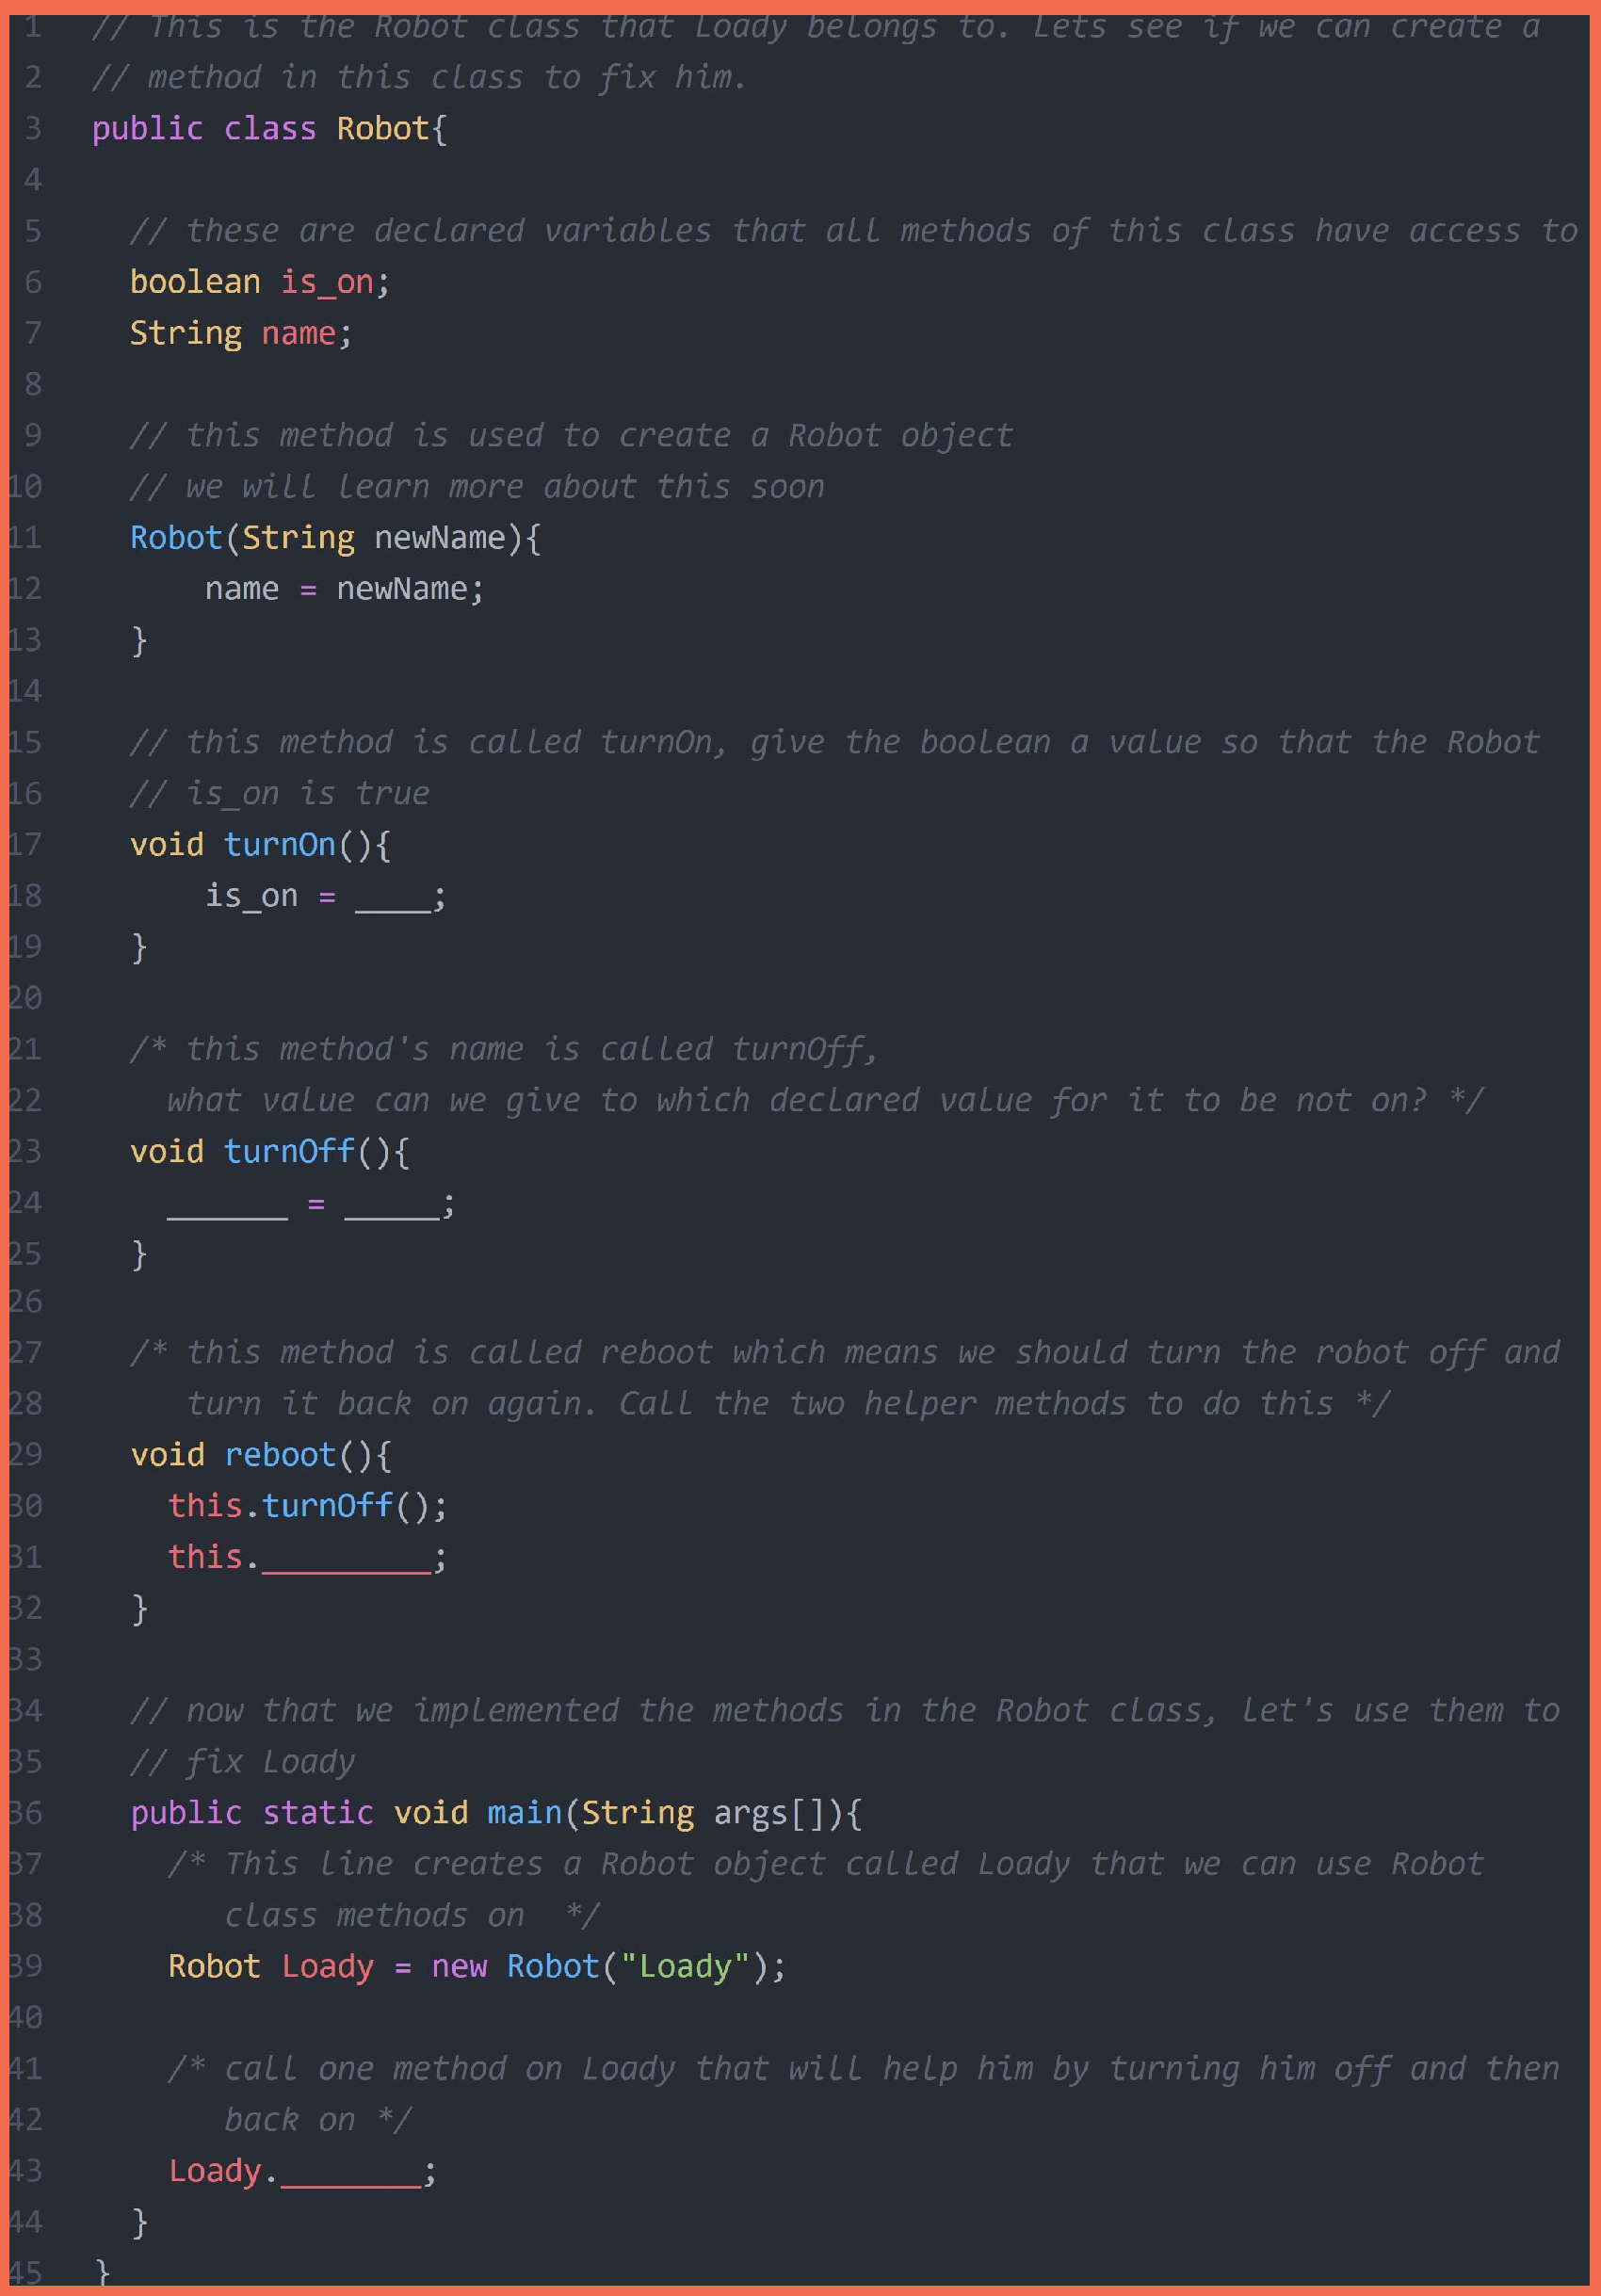 1 // This is the Robot class that Loady belongs to. Lets see if we can create a
2 // method in this class to fix him.
3 public class Robot{
4
5 // these are declared variables that all methods of this class have access to
6 boolean is_on;
7 String name;
8
9 // this method is used to create a Robot object
10 // we will learn more about this soon
11 Robot(String newName){
12 name = newName;
13 }
14
15 // this method is called turnOn, give the boolean a value so that the Robot
16 // is_on is true
17 void turnOn(){
18 is_on = ____;
19 }
20
21 /* this method's name is called turnOff,
22 what value can we give to which declared value for it to be not on? */
23 void turnOff(){
24 ______ = _____;
25 }
26
27 /* this method is called reboot which means we should turn the robot off and
28 turn it back on again. Call the two helper methods to do this */
29 void reboot(){
30 this.turnOff();
31 this._________;
32 }
33
34 // now that we implemented the methods in the Robot class, let's use them to
35 // fix Loady
36 public static void main(String args[]){
37 /* This line creates a Robot object called Loady that we can use Robot
38 class methods on */
39 Robot Loady = new Robot("Loady");
40
41 /* call one method on Loady that will help him by turning him off and then
42 back on */
43 Loady.________;
44 }
45 }